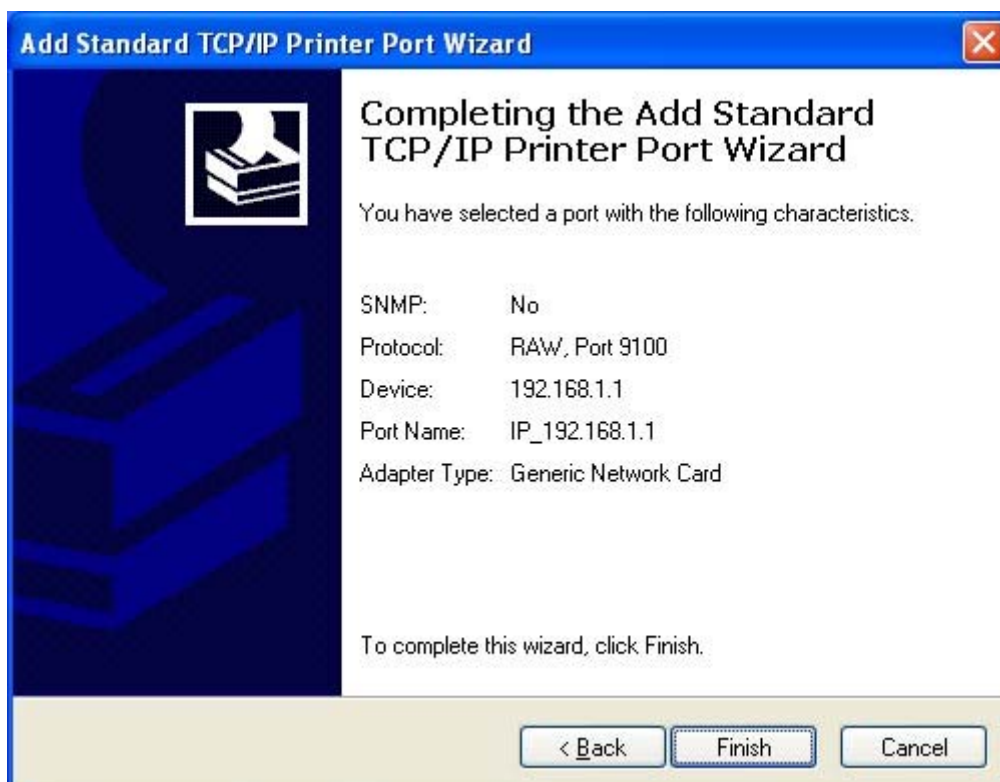 Add Standard TCP/IP Printer Port Wizard
Completing the Add Standard
TCP/IP Printer Port Wizard
You have selected a port with the following characteristics.
SNMP: No
Protocol: RAW, Port 9100
Device: 192.168.1.1
Port Name: IP_192.168.1.1
Adapter Type: Generic Network Card
To complete this wizard, click Finish.
< Back Finish Cancel